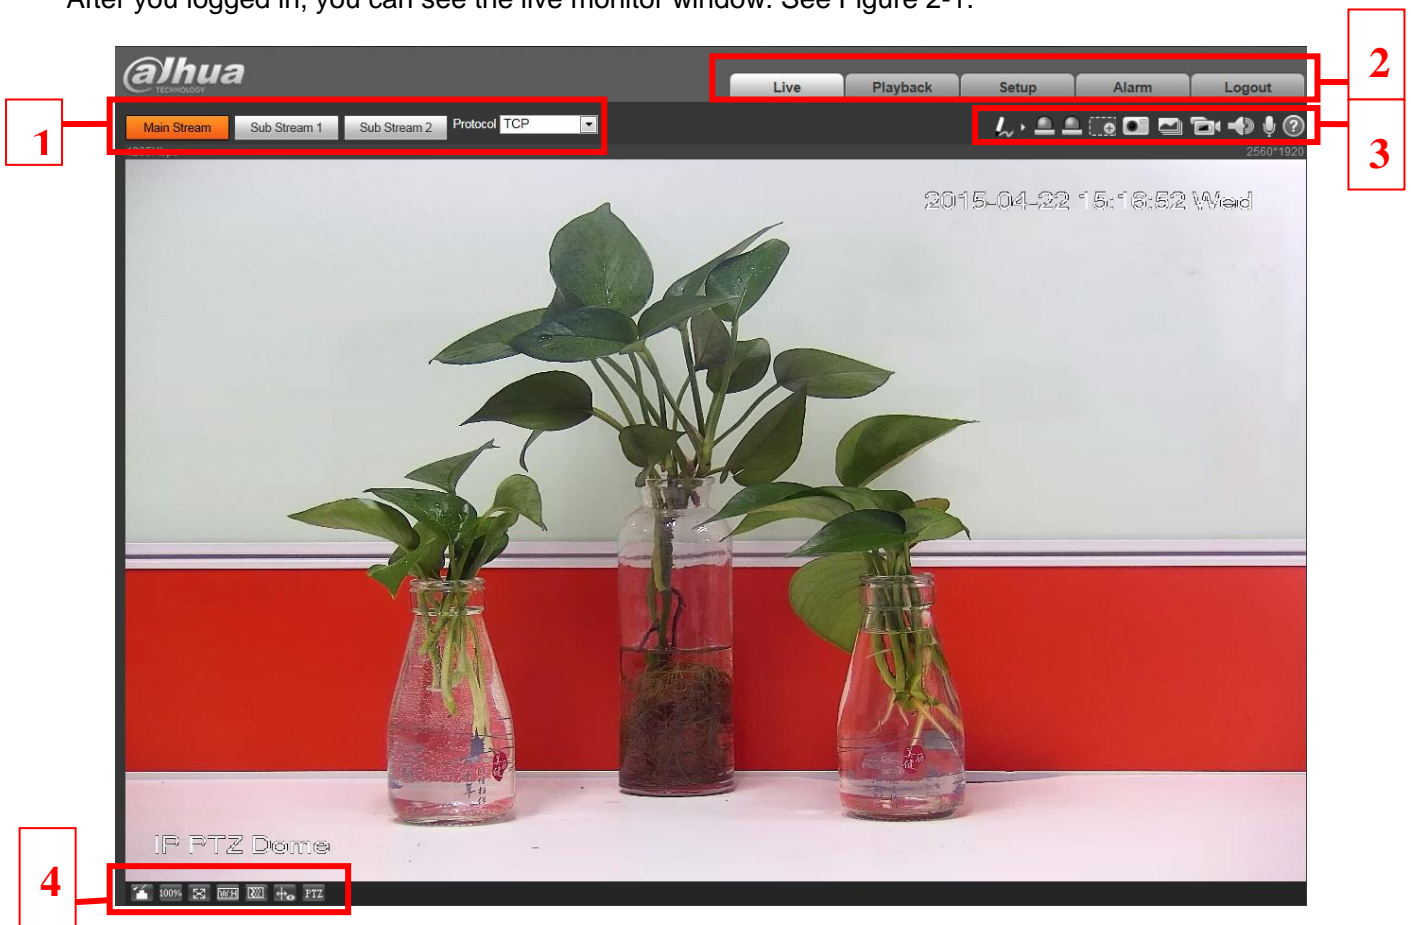 After you logged in, you can see the live monitor window. See Figure 2-1.
2
alhua
TECHNOLOGY
Live Playback Setup Alarm Logout
1
Main Stream Sub Stream 1 Sub Stream 2 Protocol TCP
3
2560*1920
2015-04-22 15:16:52 Wed
IP PTZ Dome
4
100% W:H PTZ